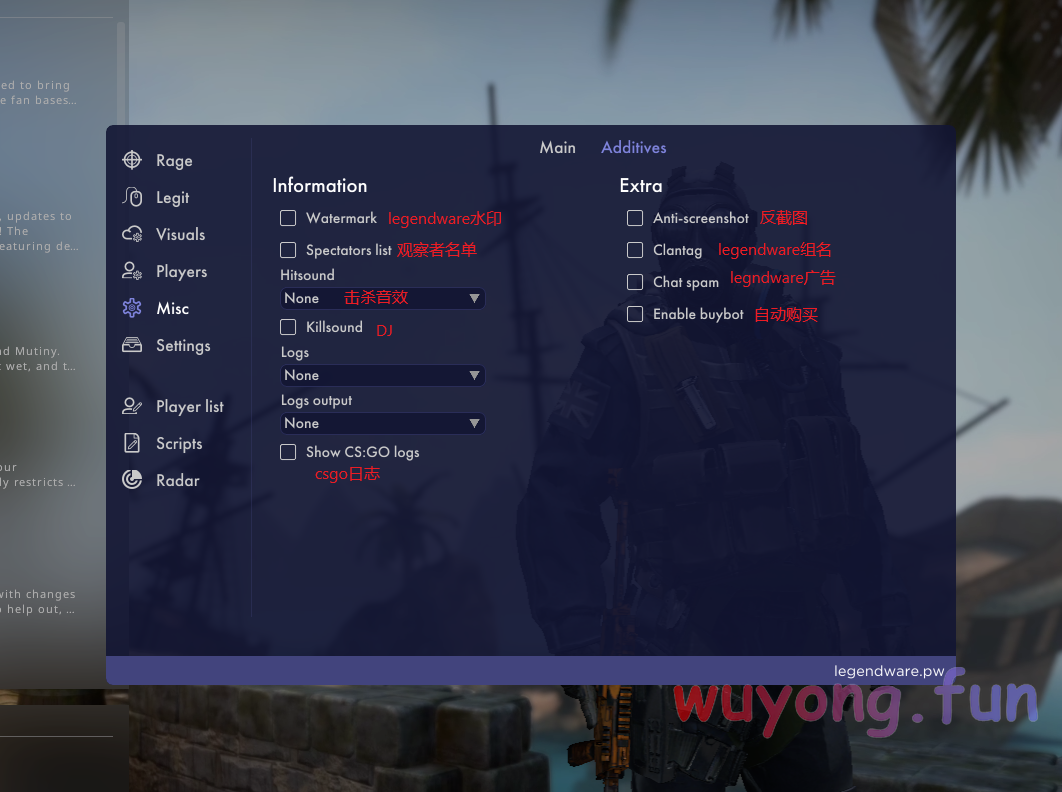 ed to bring
e fan bases…
, updates to
! The
eaturing de…
nd Mutiny.
t wet, and t…
our
ly restricts …
with changes
o help out, …
Rage
Legit
Visuals
Players
Misc
Settings
Player list
Scripts
Radar
Main Additives
Information
Watermark legendware水印
Spectators list 观察者名单
Hitsound
None 击杀音效
Killsound DJ
Logs
None
Logs output
None
Show CS:GO logs
csgo日志
Extra
Anti-screenshot 反截图
Clantag legendware组名
Chat spam legndware广告
Enable buybot 自动购买
legendware.pw
wuyong.fun